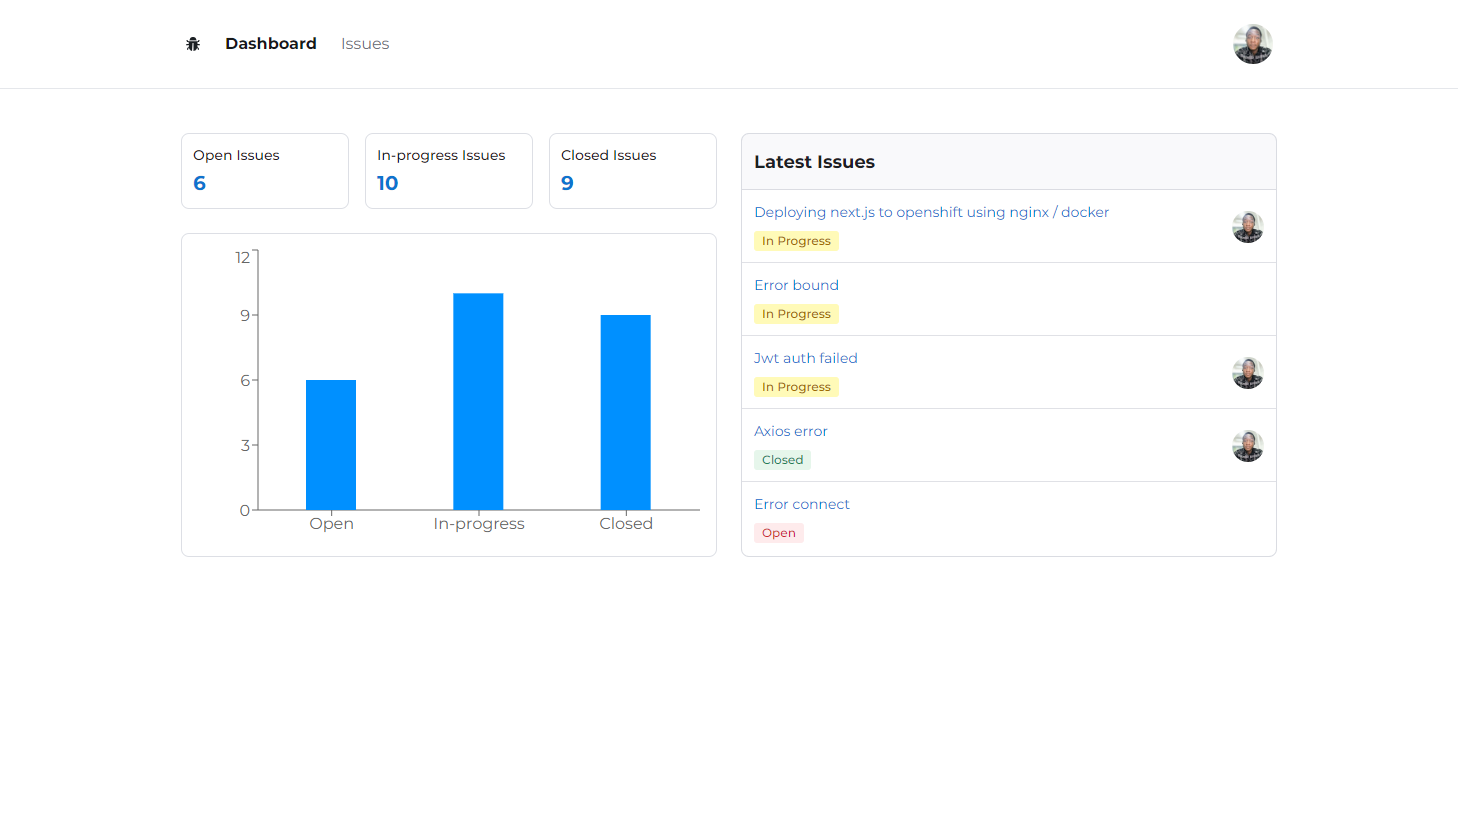 Dashboard Issues
Open Issues
6
In-progress Issues
10
Closed Issues
9
12
9
6
3
0
Open In-progress Closed
Latest Issues
Deploying next.js to openshift using nginx / docker
In Progress
Error bound
In Progress
Jwt auth failed
In Progress
Axios error
Closed
Error connect
Open